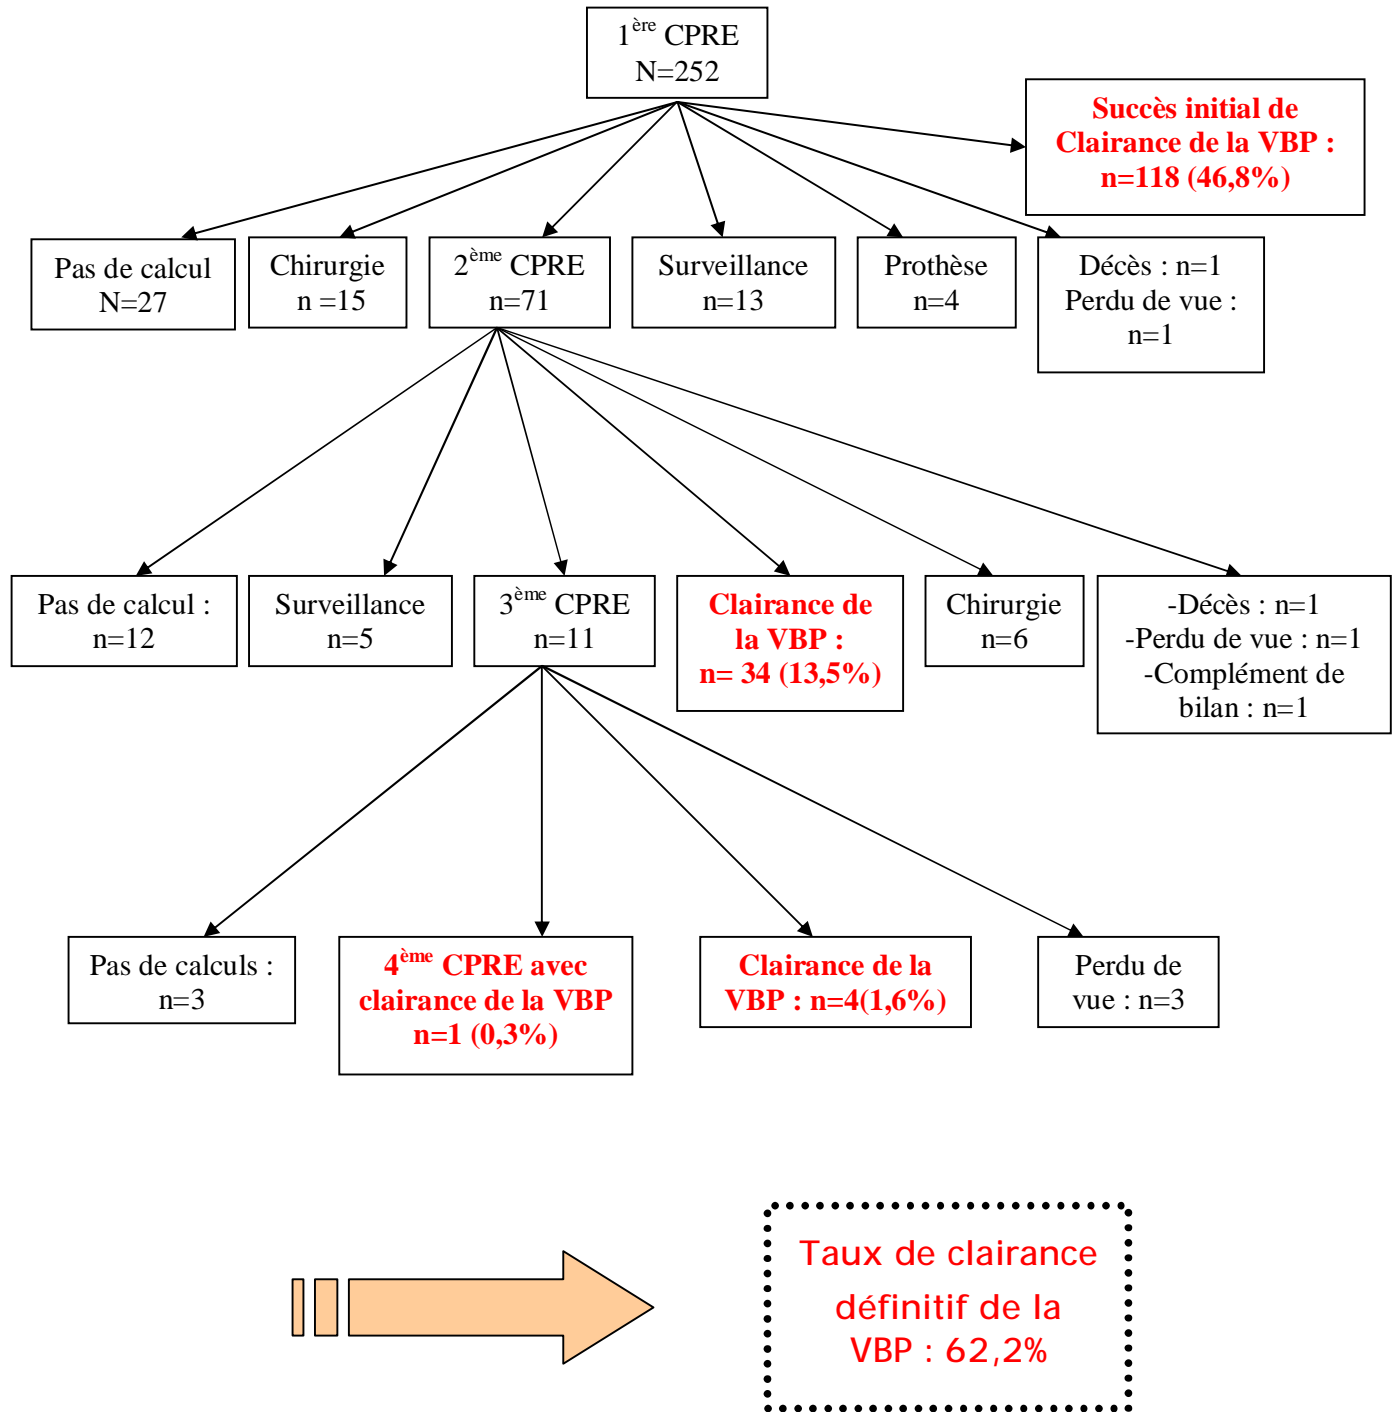 1ère CPRE
N=252
Succès initial de
Clairance de la VBP :
n=118 (46,8%)
Pas de calcul
N=27
Chirurgie
n =15
2ème CPRE
n=71
Surveillance
n=13
Prothèse
n=4
Décès : n=1
Perdu de vue :
n=1
Pas de calcul :
n=12
Surveillance
n=5
3ème CPRE
n=11
Clairance de
la VBP :
n= 34 (13,5%)
Chirurgie
n=6
-Décès : n=1
-Perdu de vue : n=1
-Complément de
bilan : n=1
Pas de calculs :
n=3
4ème CPRE avec
clairance de la VBP
n=1 (0,3%)
Clairance de la
VBP : n=4(1,6%)
Perdu de
vue : n=3
Taux de clairance
définitif de la
VBP : 62,2%